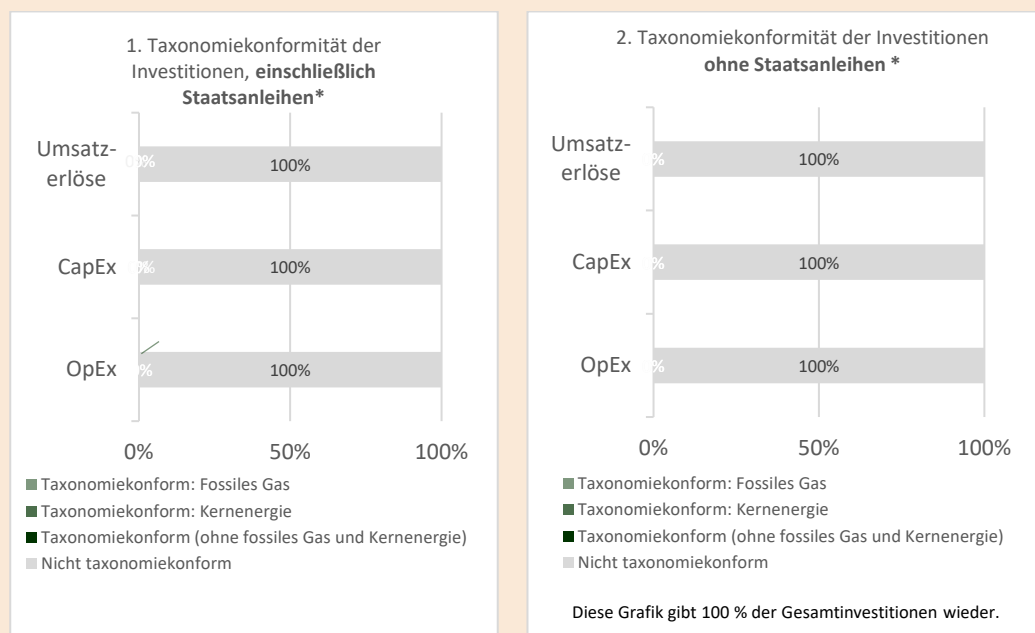 1. Taxonomiekonformität der
Investitionen, einschließlich
Staatsanleihen*
Umsatz-
erlöse
100%
CapEx
100%
OpEx
100%
0%
50%
100%
Taxonomiekonform: Fossiles Gas
Taxonomiekonform: Kernenergie
Taxonomiekonform (ohne fossiles Gas und Kernenergie)
Nicht taxonomiekonform
2. Taxonomiekonformität der Investitionen
ohne Staatsanleihen *
Umsatz-
erlöse
100%
CapEx
100%
OpEx
100%
0%
50%
100%
Taxonomiekonform: Fossiles Gas
Taxonomiekonform: Kernenergie
Taxonomiekonform (ohne fossiles Gas und Kernenergie)
Nicht taxonomiekonform
Diese Grafik gibt 100 % der Gesamtinvestitionen wieder.